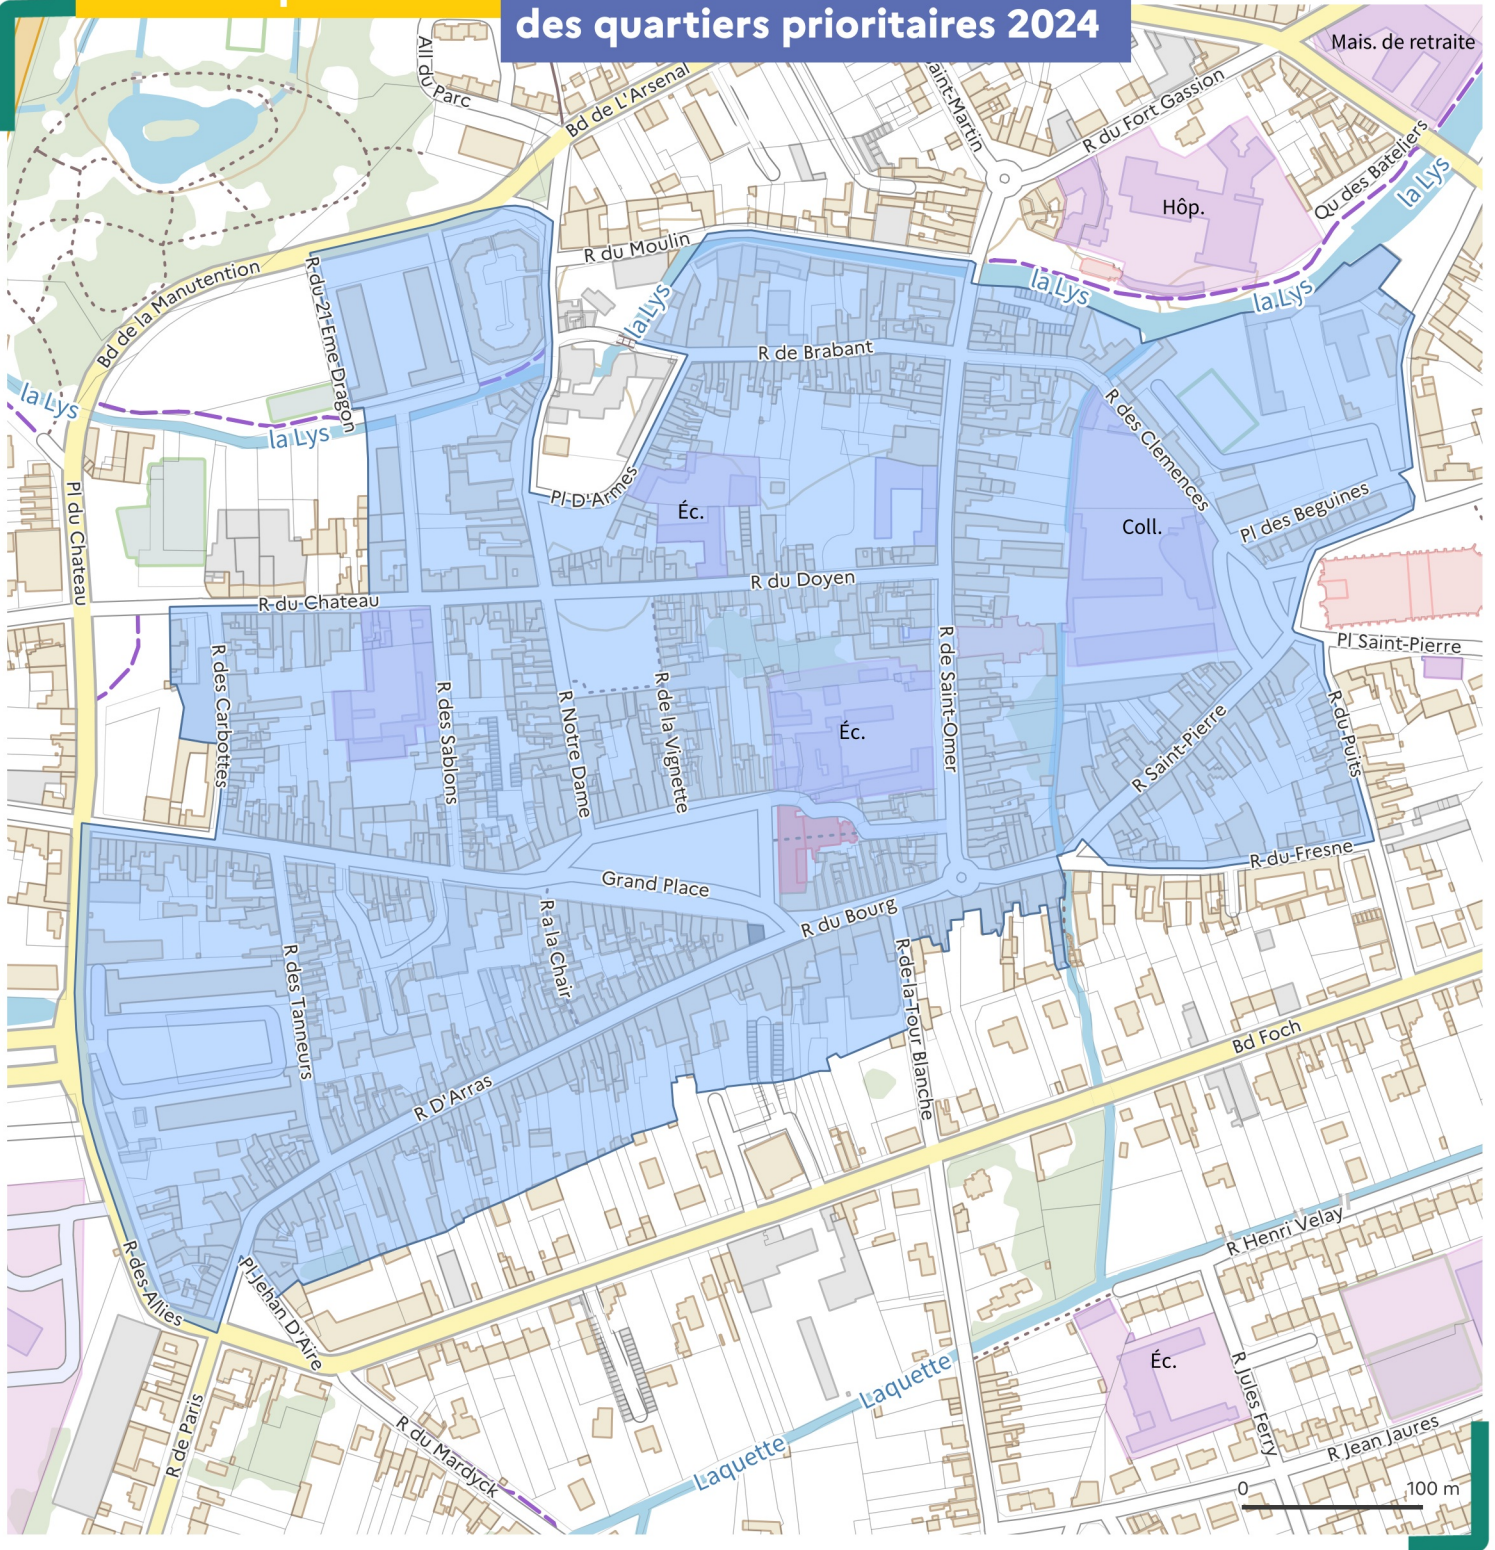 des quartiers prioritaires 2024
Mais. de retraite
All du Parc
Bd de L'Arsenal
Saint-Martin
R du Fort Gassion
Qu des Bateliers
la Lys
Hôp.
R du Moulin
Bd de la Manutention
R du 21 Eme Dragon
la Lys
la Lys
la Lys
R de Brabant
la Lys
la Lys
R des Clemences
Pl D'Armes
Éc.
Coll.
Pl des Beguines
Pl du Chateau
R du Chateau
R du Doyen
Pl Saint-Pierre
R des Carbottes
R des Sablons
R Notre Dame
R de la Vignette
Éc.
R de Saint-Omer
R Saint-Pierre
R du Puits
R du Fresne
Grand Place
R du Bourg
R a la Chair
R des Tanneurs
R de la Tour Blanche
Bd Foch
R D'Arras
R Henri Velay
R des Allies
Pl Jehan D'Aire
R de Paris
R du Mardyck
Laquette
Laquette
Éc.
R Jules Ferry
R Jean Jaures
0 100 m